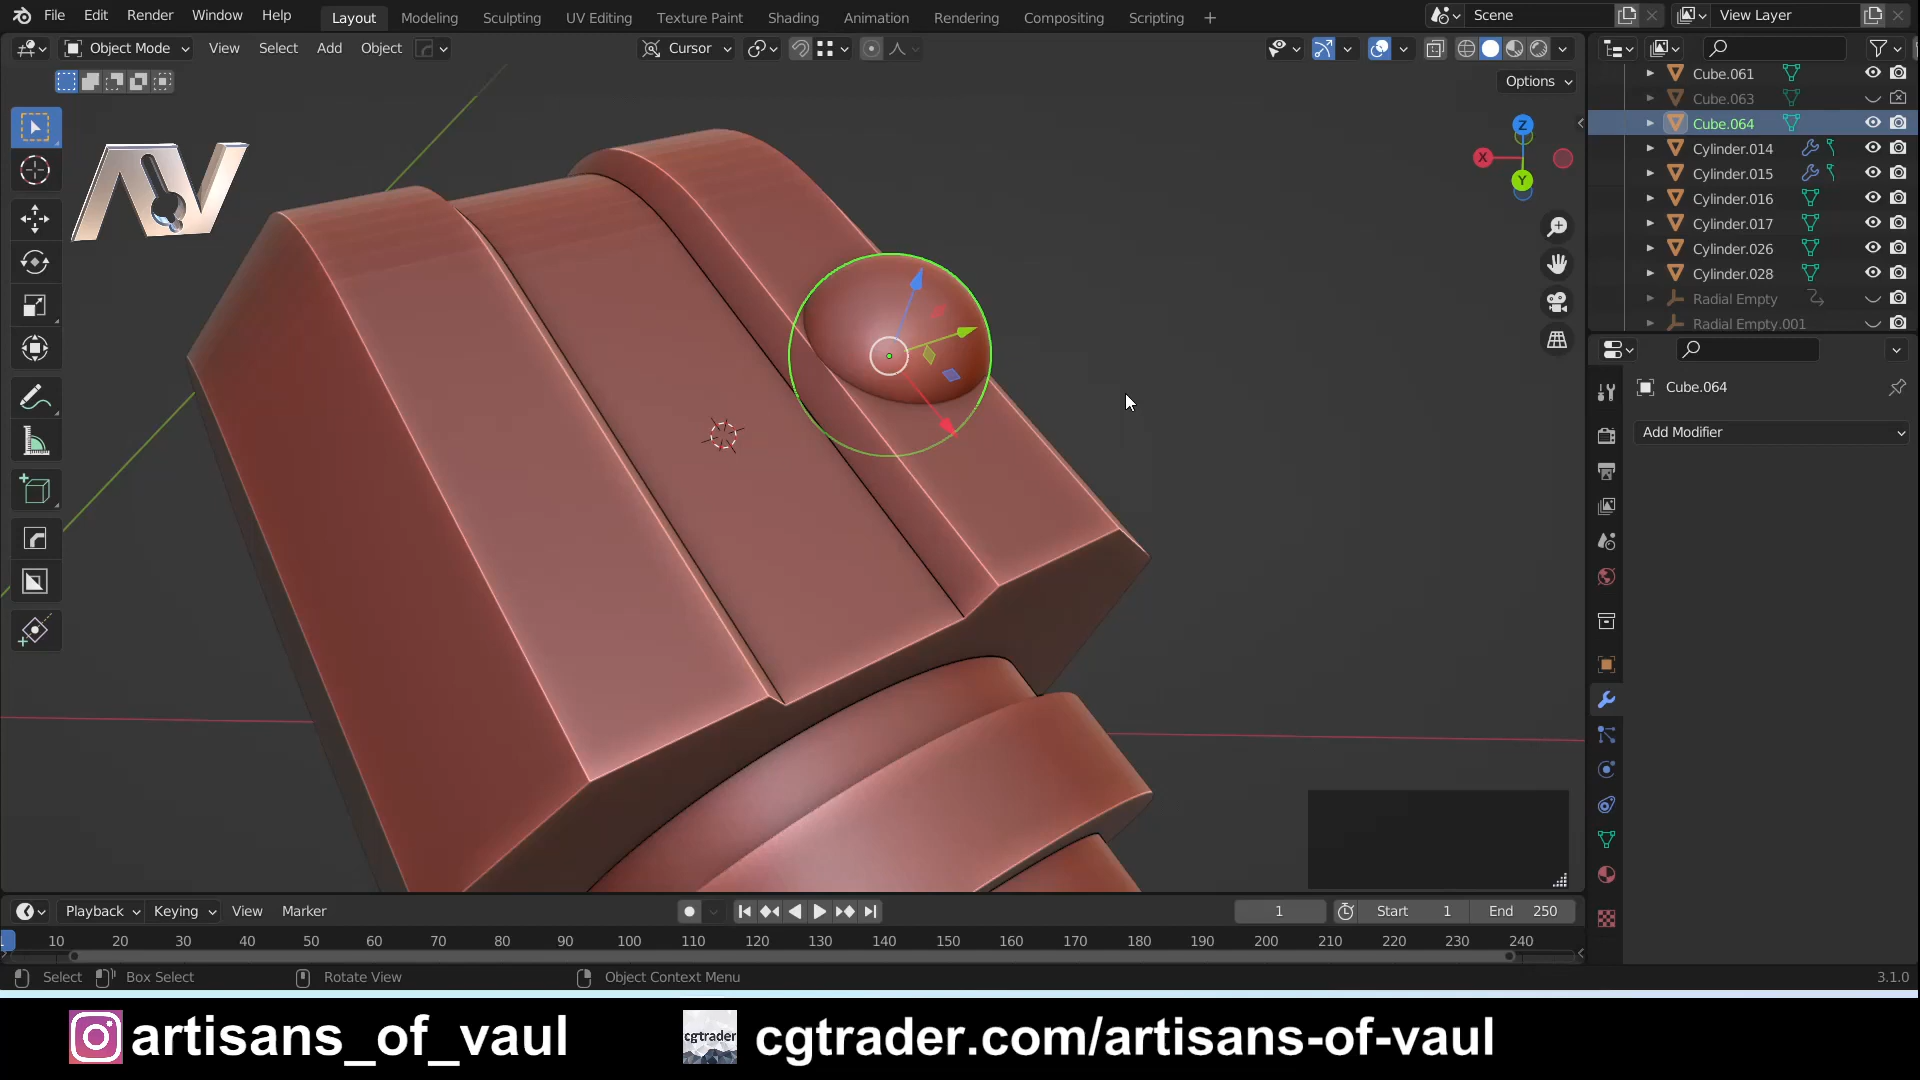 File Edit Render Window Help Layout Modeling Sculpting UV Editing Texture Paint Shading Animation Rendering Compositing Scripting Scene View Layer
Object Mode View Select Add Object Cursor
Options
Cube.061
Cube.063
Cube.064
Cylinder.014
Cylinder.015
Cylinder.016
Cylinder.017
Cylinder.026
Cylinder.028
Radial Empty
Radial Empty.001
Z
X
Y
Cube.064
Add Modifier
Playback Keying View Marker 1 Start 1 End 250
10 20 30 40 50 60 70 80 90 100 110 120 130 140 150 160 170 180 190 200 210 220 230 240
Select Box Select Rotate View Object Context Menu 3.1.0
artisans_of_vaul cgtrader cgtrader.com/artisans-of-vaul